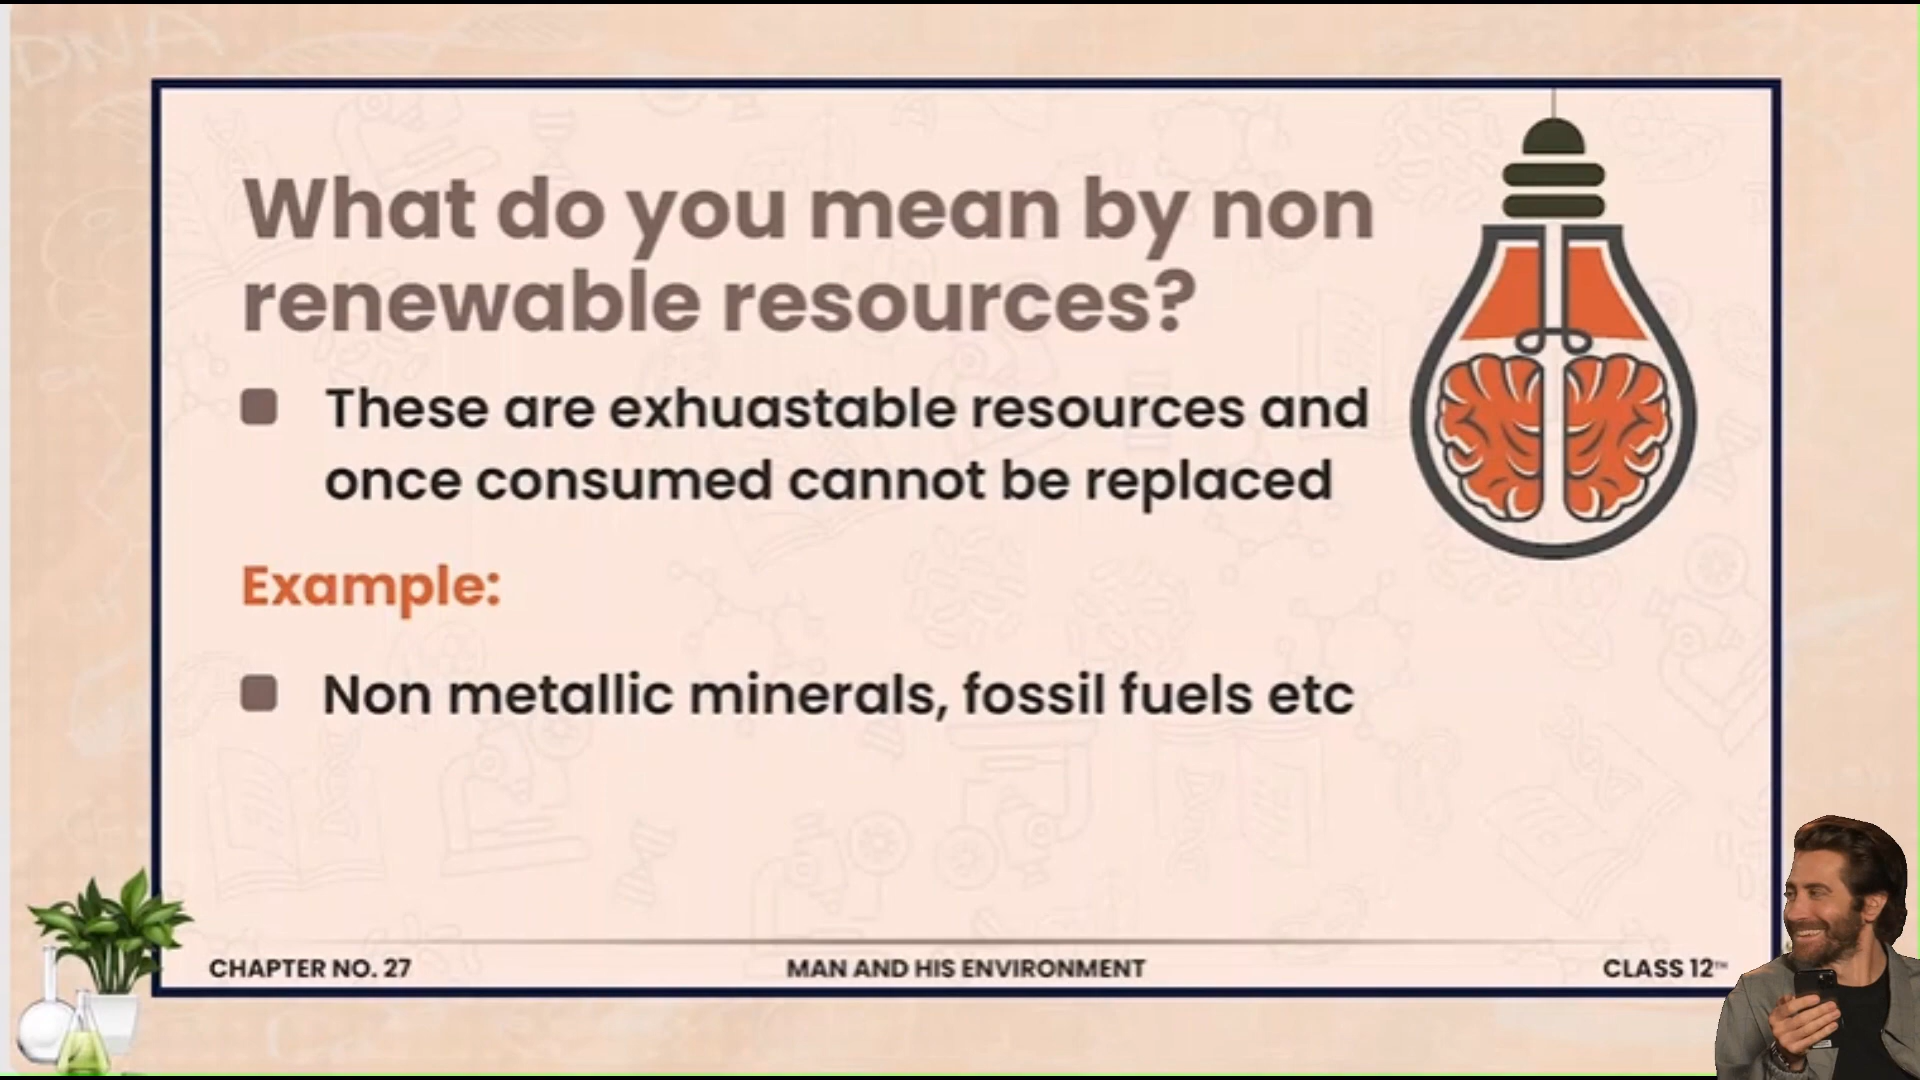 DNA
What do you mean by non
renewable resources?
These are exhuastable resources and
once consumed cannot be replaced
Example:
Non metallic minerals, fossil fuels etc
CHAPTER NO. 27
MAN AND HIS ENVIRONMENT
CLASS 12TH